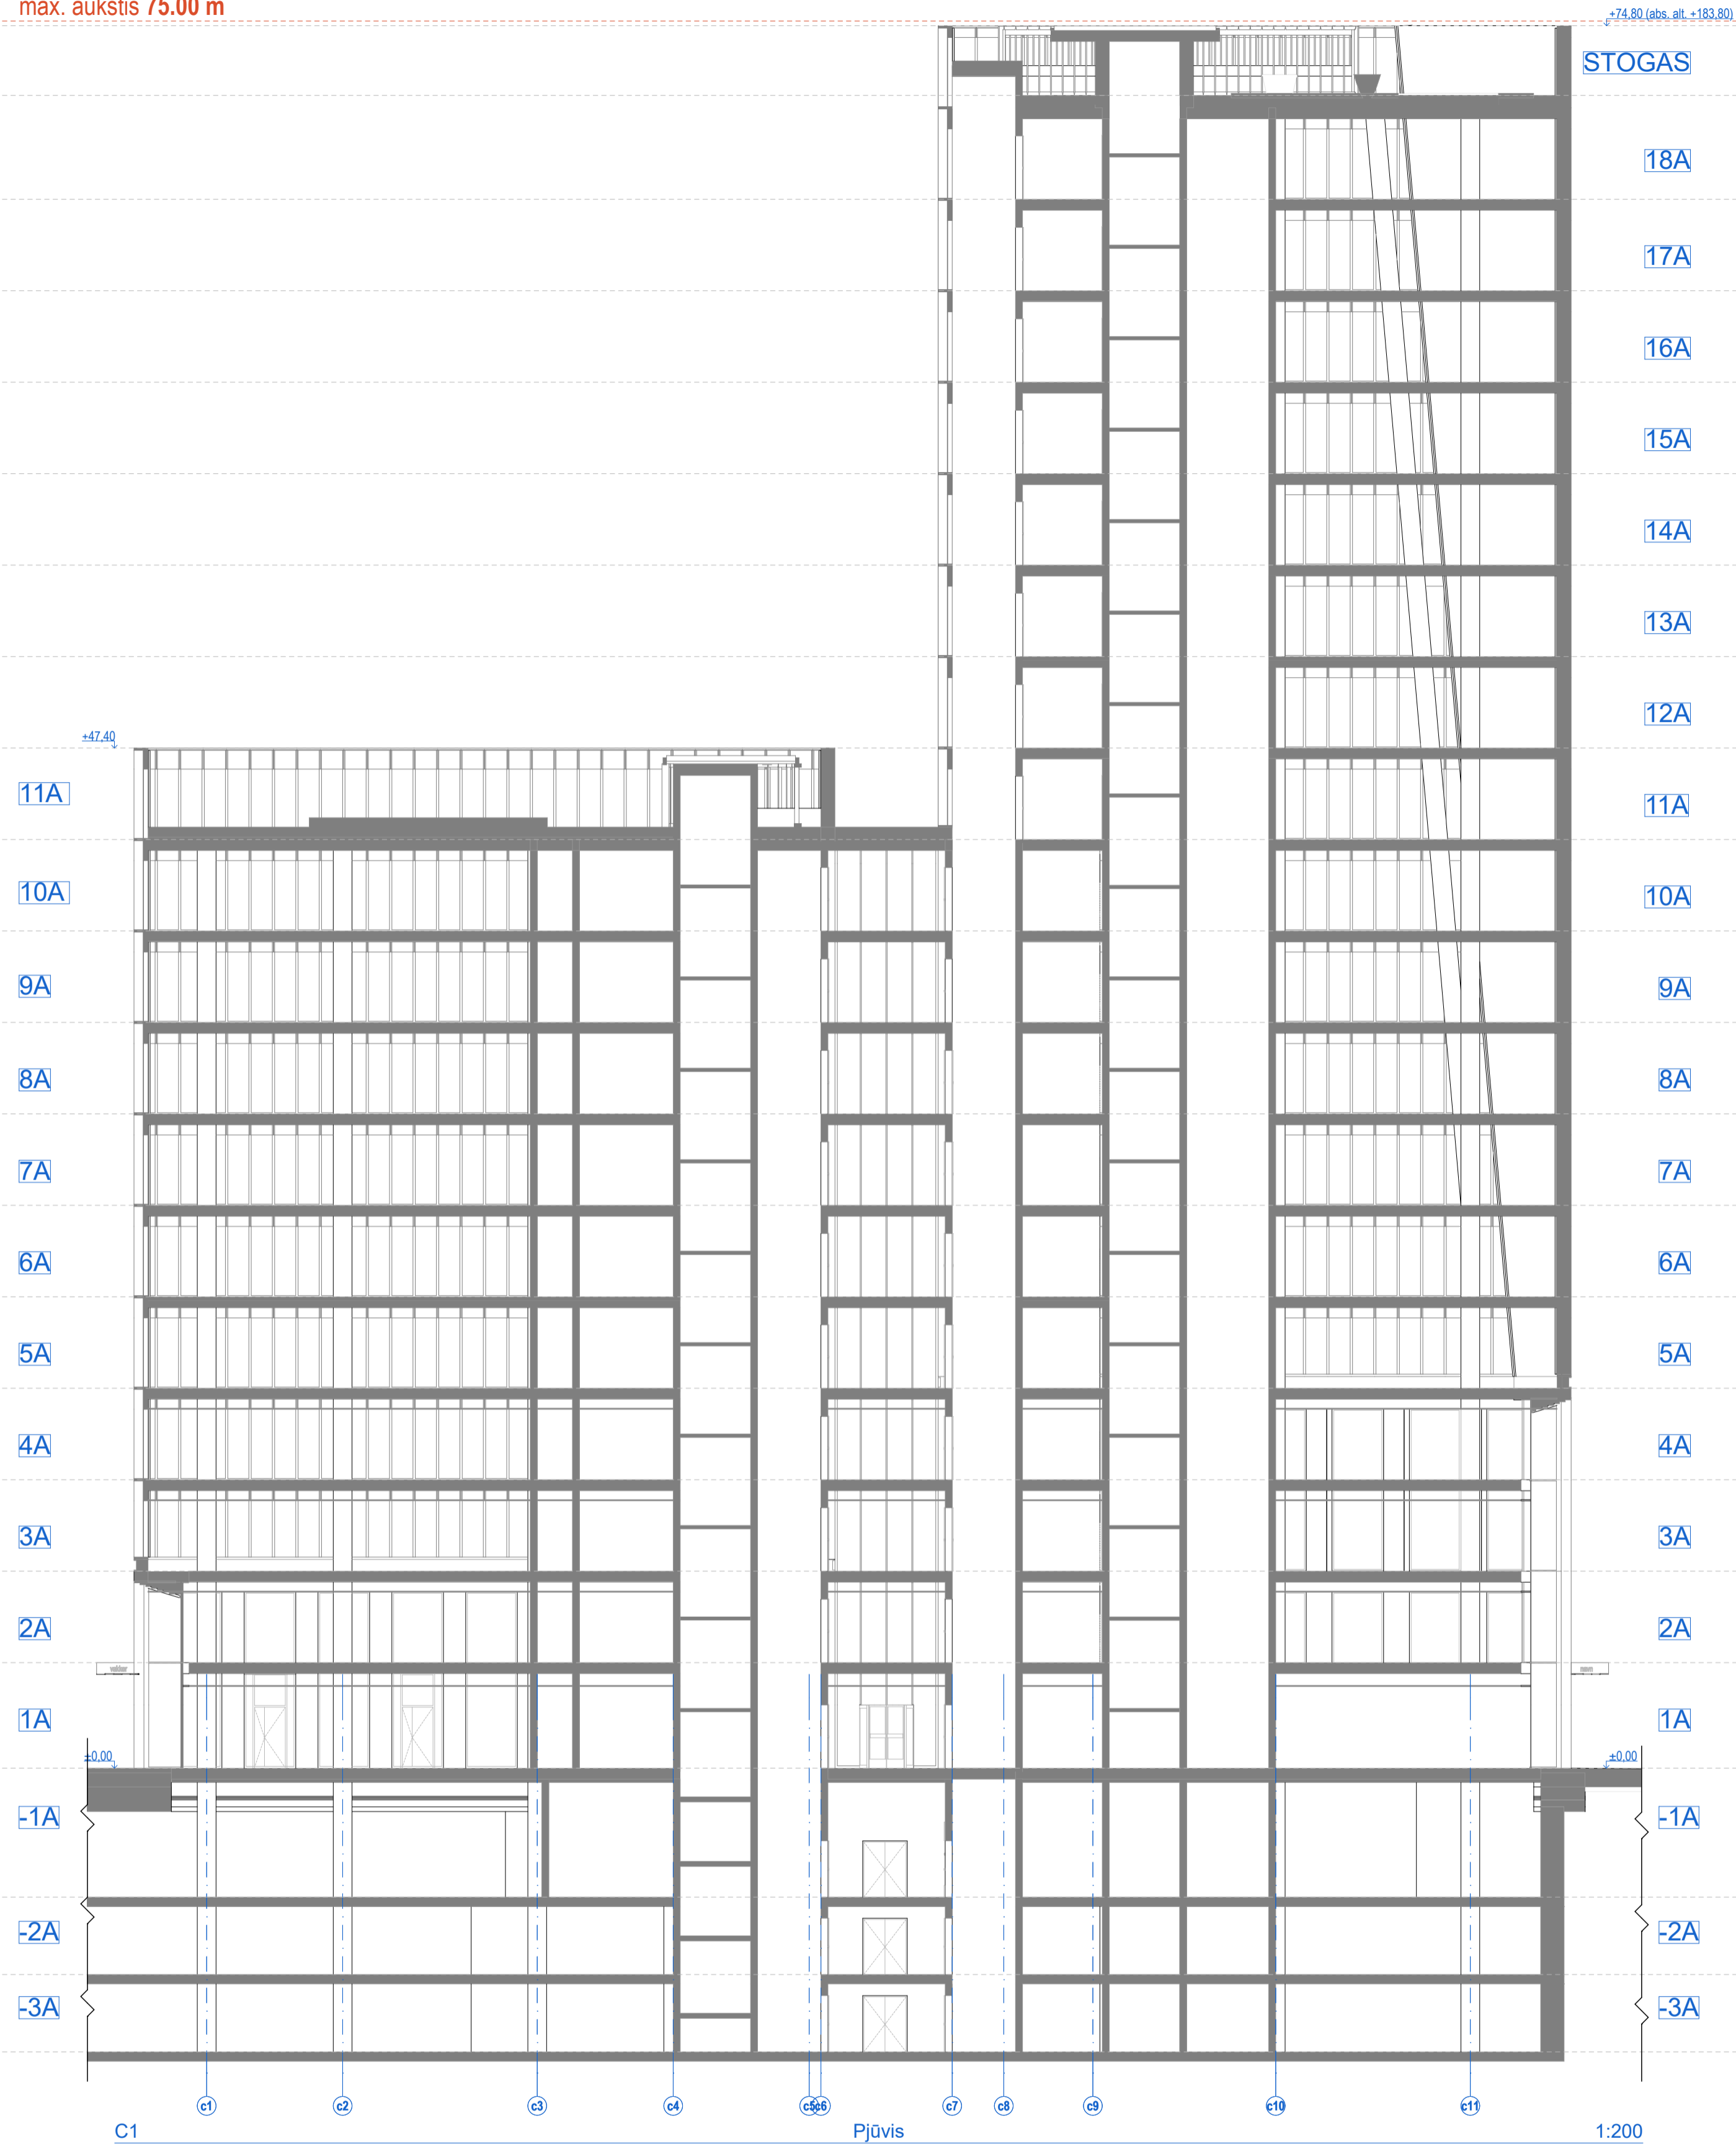 max. aukštis 75.00 m
+74,80 (abs. alt. +183,80)
STOGAS
18A
17A
16A
15A
14A
13A
12A
+47,40
11A 11A
10A 10A
9A 9A
8A 8A
7A 7A
6A 6A
5A 5A
4A 4A
3A 3A
2A 2A
1A 1A
±0,00 ±0,00
-1A -1A
-2A -2A
-3A -3A
c1 c2 c3 c4 c5 c6 c7 c8 c9 c10 c11
C1 Pjūvis 1:200